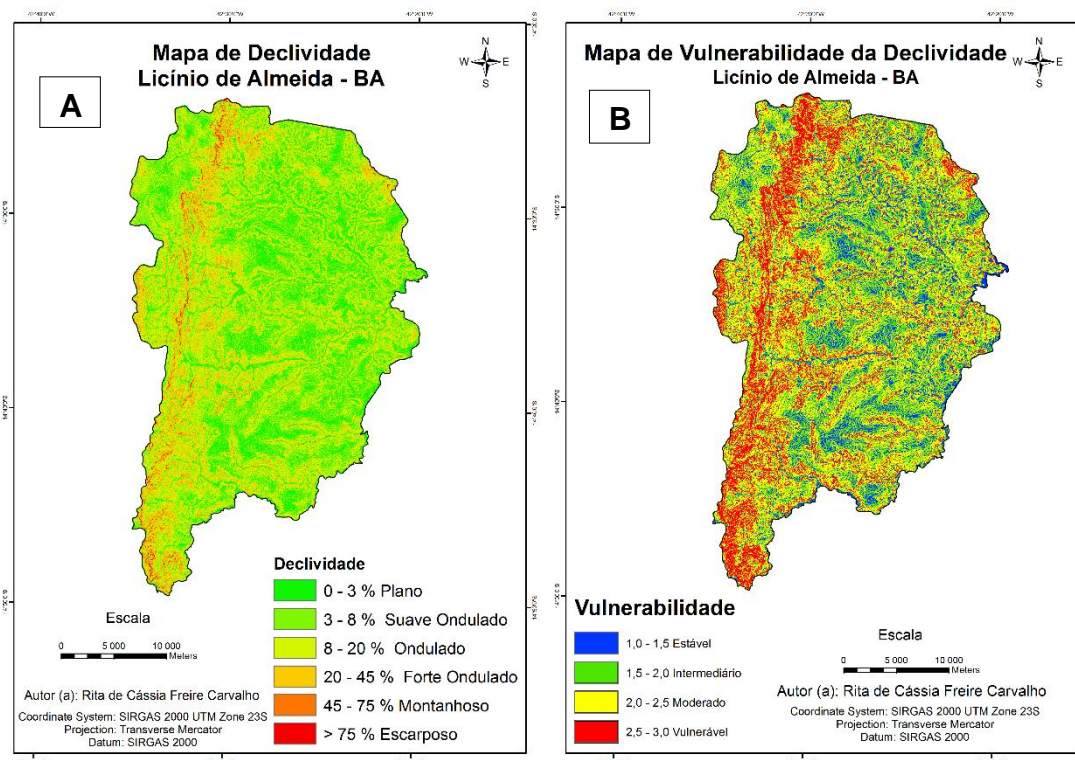 A
Mapa de Declividade
Licínio de Almeida - BA
N
W
E
S
Declividade
0 - 3 % Plano
3 - 8 % Suave Ondulado
8 - 20 % Ondulado
20 - 45 % Forte Ondulado
45 - 75 % Montanhoso
> 75 % Escarposo
Escala
0 5 000 10 000
Meters
Autor (a): Rita de Cássia Freire Carvalho
Coordinate System: SIRGAS 2000 UTM Zone 23S
Projection: Transverse Mercator
Datum: SIRGAS 2000
B
Mapa de Vulnerabilidade da Declividade
Licínio de Almeida - BA
N
W
E
S
Vulnerabilidade
1,0 - 1,5 Estável
1,5 - 2,0 Intermediário
2,0 - 2,5 Moderado
2,5 - 3,0 Vulnerável
Escala
0 5 000 10 000
Meters
Autor (a): Rita de Cássia Freire Carvalho
Coordinate System: SIRGAS 2000 UTM Zone 23S
Projection: Transverse Mercator
Datum: SIRGAS 2000